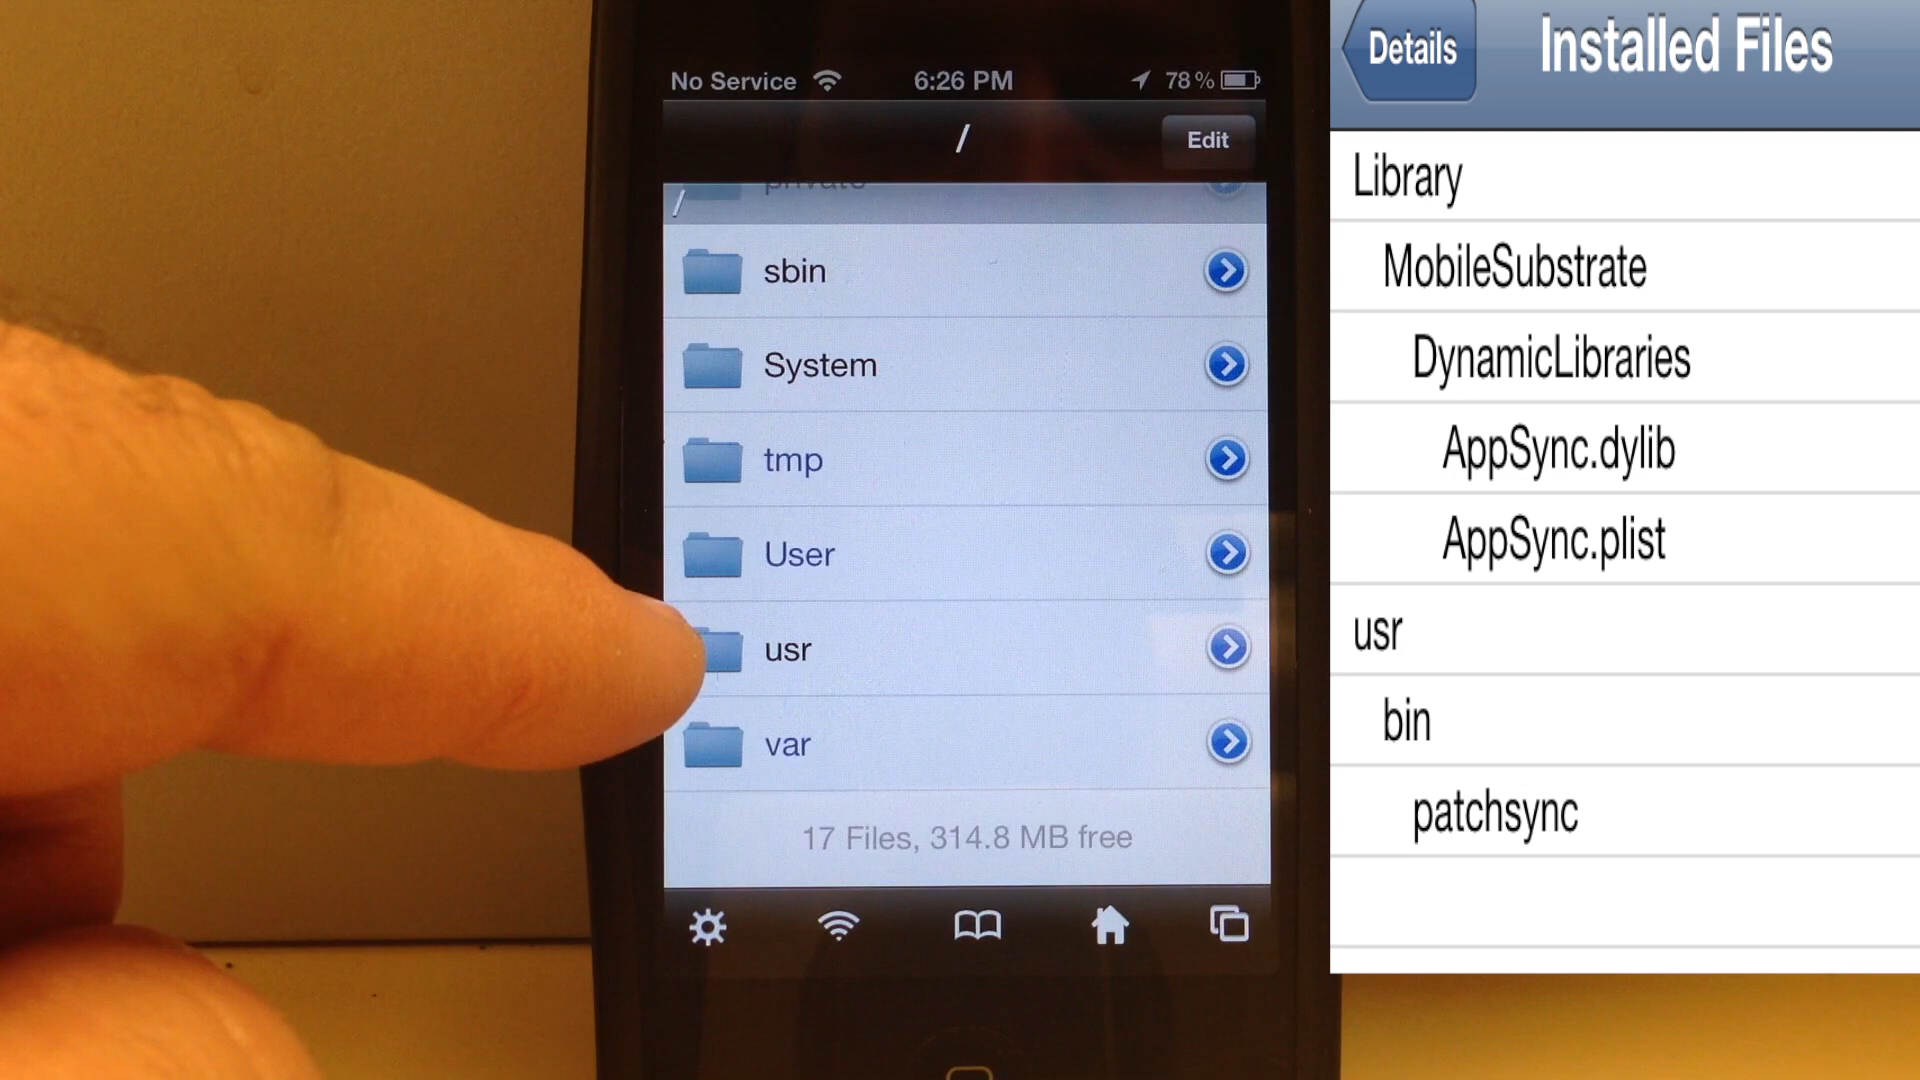 No Service 6:26 PM 78%
/
Edit
private
/
sbin
System
tmp
User
usr
var
17 Files, 314.8 MB free
Details
Installed Files
Library
MobileSubstrate
DynamicLibraries
AppSync.dylib
AppSync.plist
usr
bin
patchsync